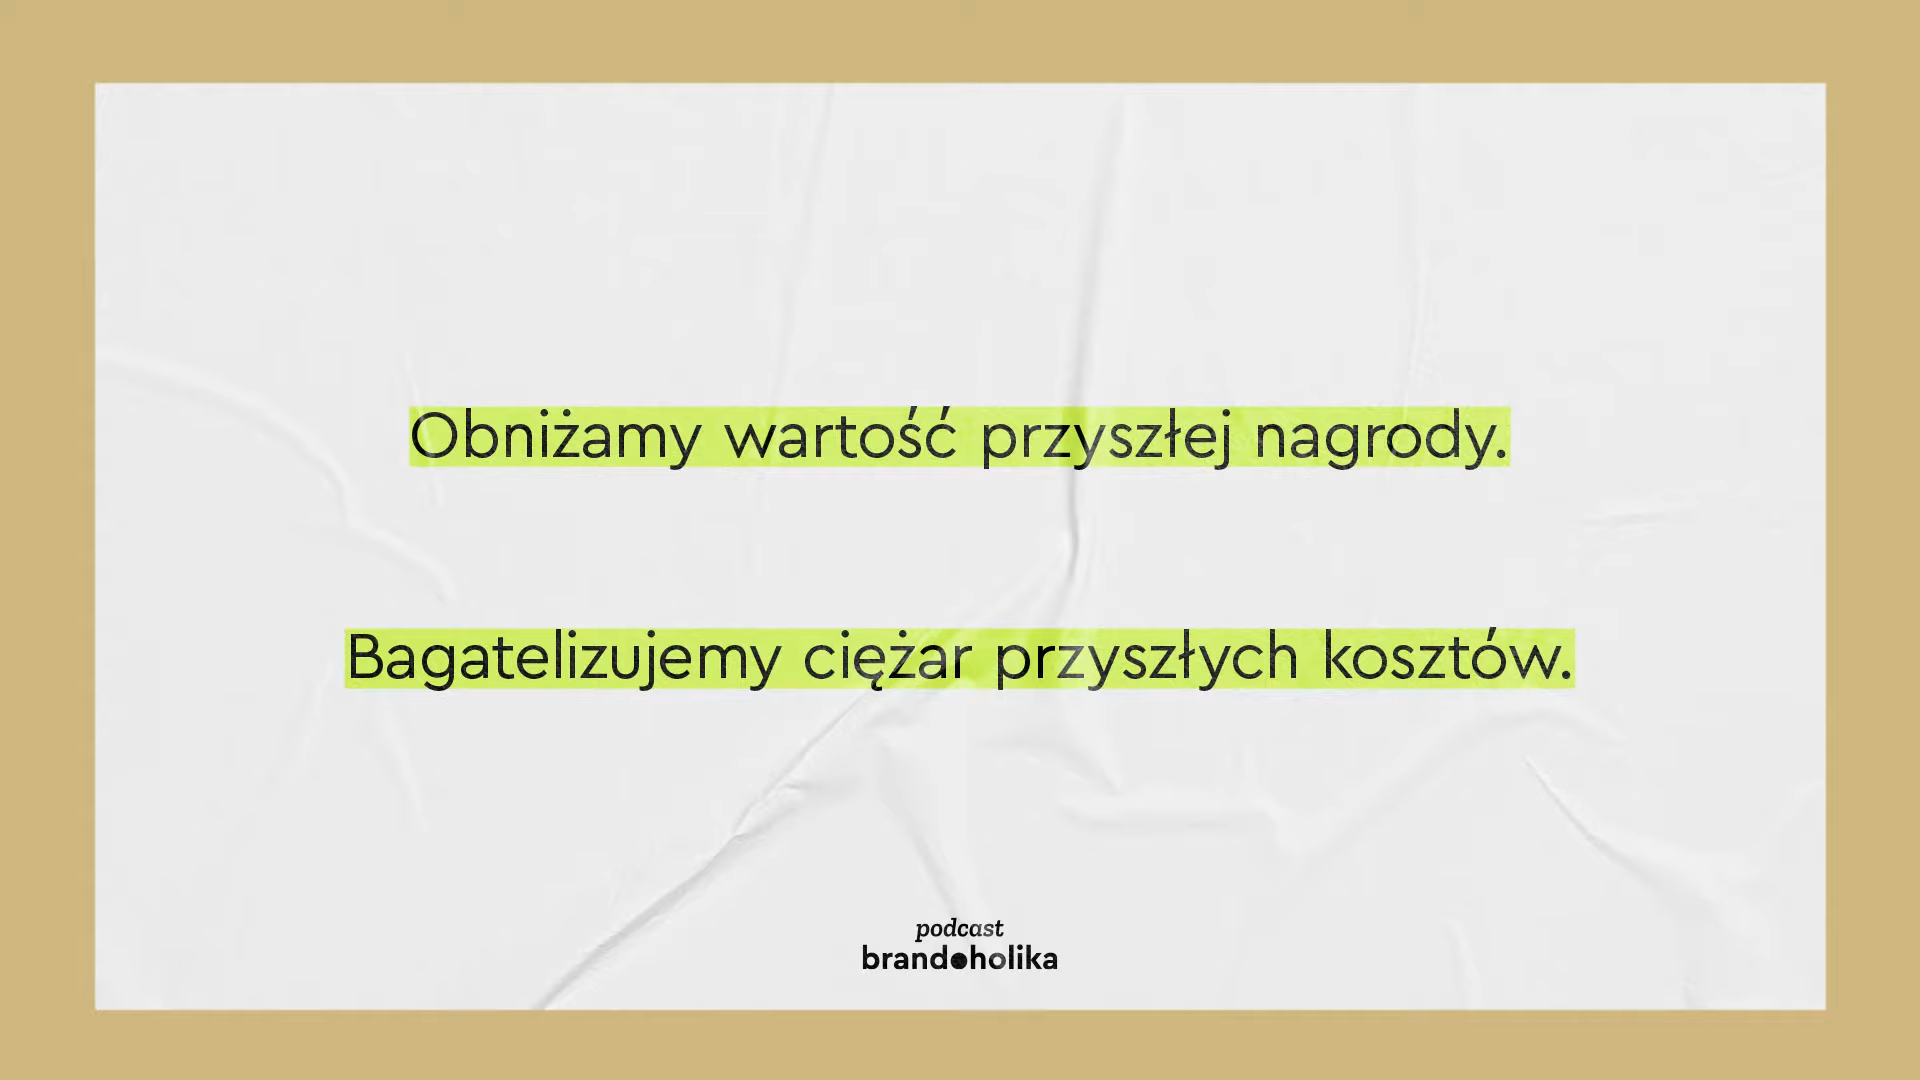 Obniżamy wartość przyszłej nagrody.
Bagatelizujemy ciężar przyszłych kosztów.
podcast
brandoholika